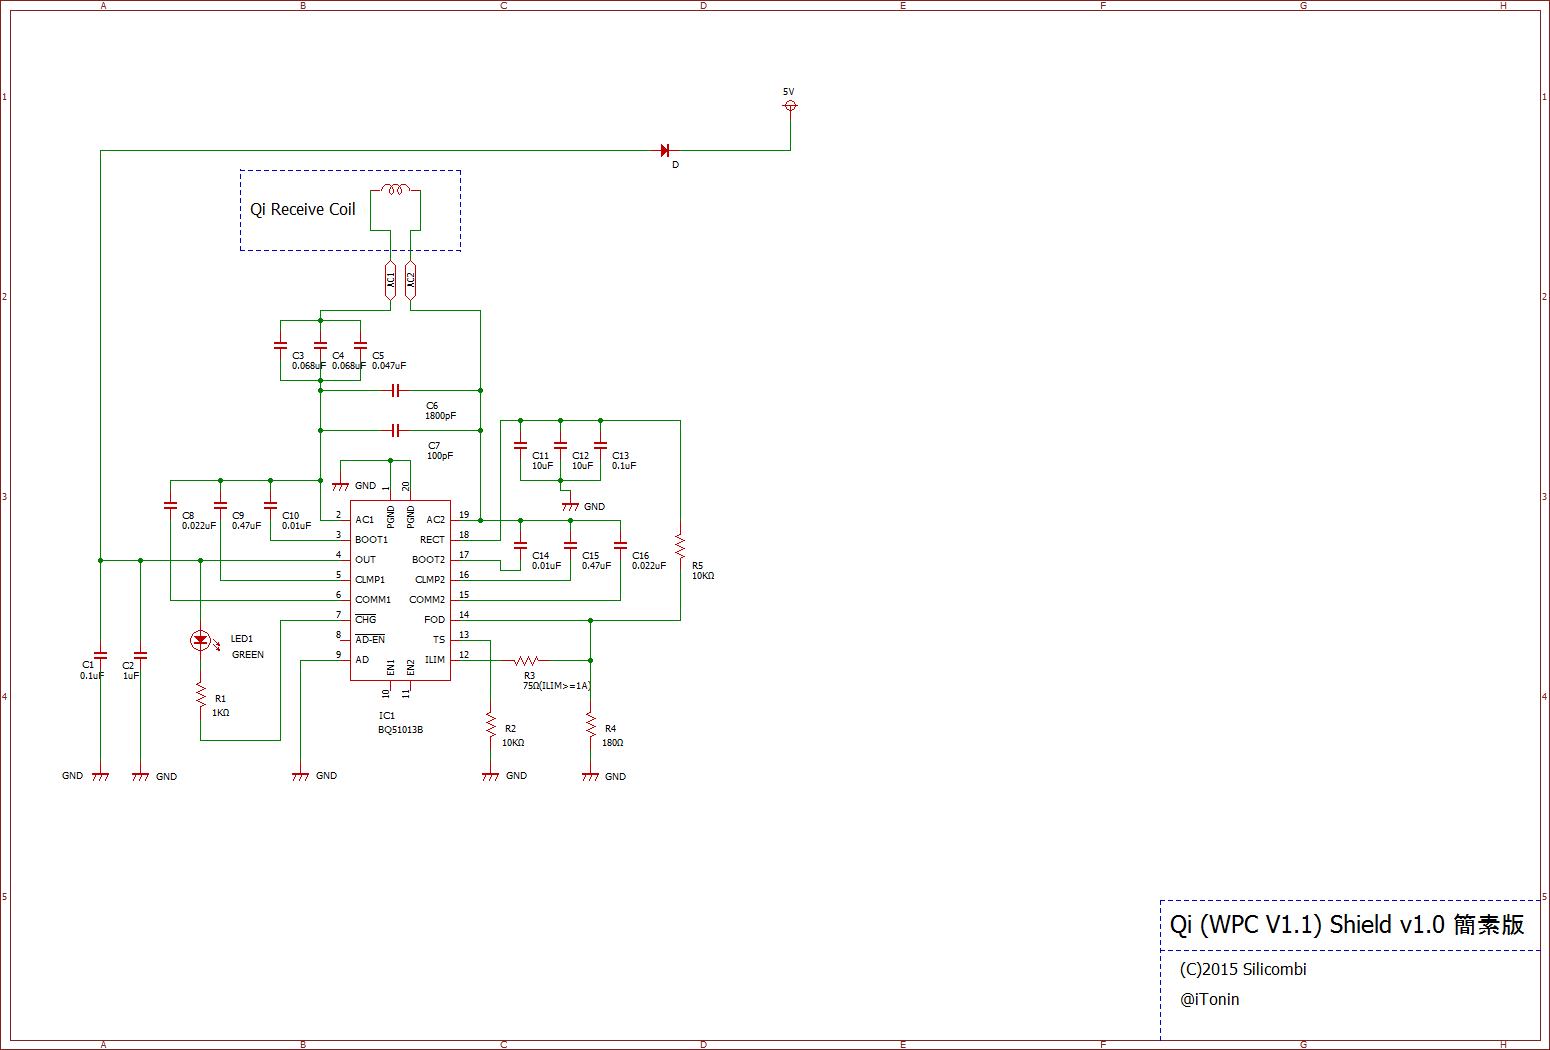 A B C D E F G H
1 1
5V
D
Qi Receive Coil
AC1 AC2
2 2
C3 C4 C5
0.068uF 0.068uF 0.047uF
C6
1800pF
C7
100pF
C11 C12 C13
10uF 10uF 0.1uF
GND
3 3
GND
C8 C9 C10
0.022uF 0.47uF 0.01uF
1 20
PGND PGND
2 AC1 AC2 19
3 BOOT1 RECT 18
4 OUT BOOT2 17
5 CLMP1 CLMP2 16
6 COMM1 COMM2 15
7 CHG FOD 14
8 AD-EN TS 13
9 AD ILIM 12
EN1 EN2
10 11
IC1
BQ51013B
C14 C15 C16
0.01uF 0.47uF 0.022uF
R5
10KΩ
LED1
GREEN
C1 C2
0.1uF 1uF
R3
75Ω(ILIM>=1A)
4 4
R1
1KΩ
R2 R4
10KΩ 180Ω
GND GND GND GND GND
5 5
Qi (WPC V1.1) Shield v1.0 簡素版
(C)2015 Silicombi
@iTonin
A B C D E F G H